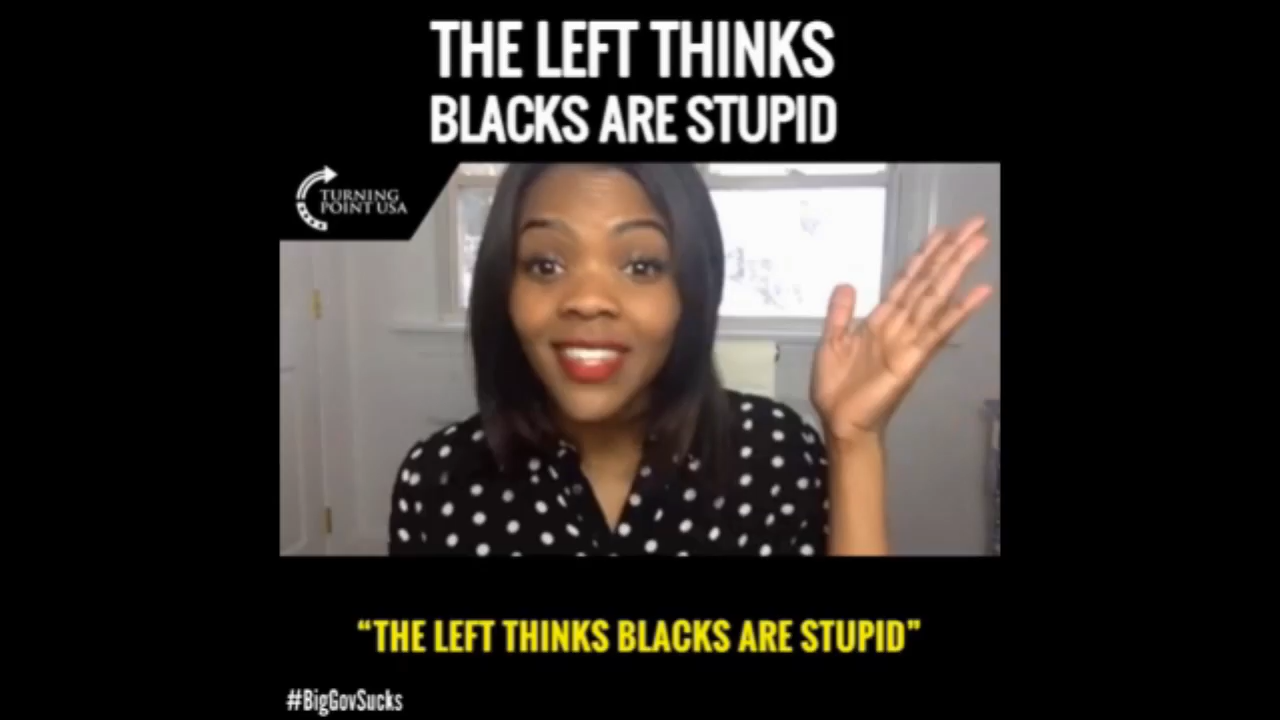 THE LEFT THINKS
BLACKS ARE STUPID
TURNING
POINT USA
“THE LEFT THINKS BLACKS ARE STUPID”
#BigGovSucks